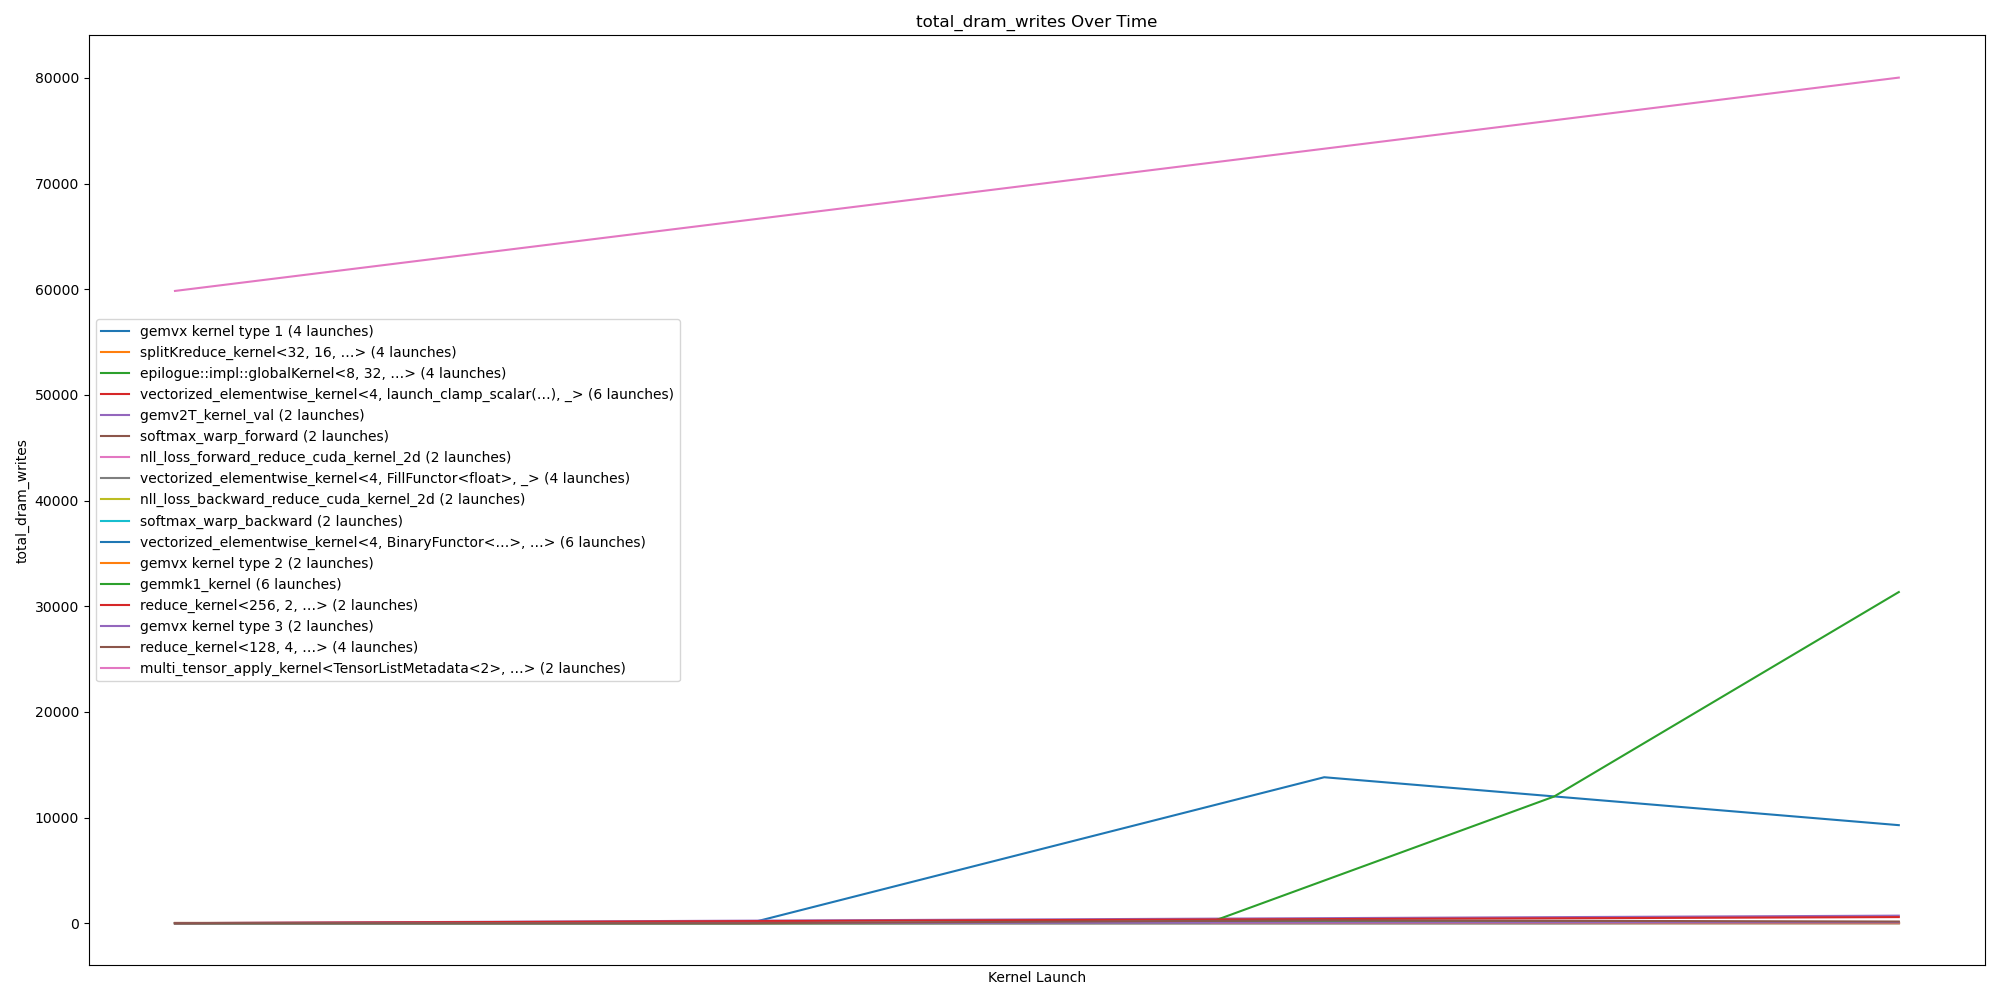 total_dram_writes Over Time
80000
70000
60000
50000
40000
30000
20000
10000
0
total_dram_writes
gemvx kernel type 1 (4 launches)
splitKreduce_kernel<32, 16, ...> (4 launches)
epilogue::impl::globalKernel<8, 32, ...> (4 launches)
vectorized_elementwise_kernel<4, launch_clamp_scalar(...), _> (6 launches)
gemv2T_kernel_val (2 launches)
softmax_warp_forward (2 launches)
nll_loss_forward_reduce_cuda_kernel_2d (2 launches)
vectorized_elementwise_kernel<4, FillFunctor<float>, _> (4 launches)
nll_loss_backward_reduce_cuda_kernel_2d (2 launches)
softmax_warp_backward (2 launches)
vectorized_elementwise_kernel<4, BinaryFunctor<...>, ...> (6 launches)
gemvx kernel type 2 (2 launches)
gemmk1_kernel (6 launches)
reduce_kernel<256, 2, ...> (2 launches)
gemvx kernel type 3 (2 launches)
reduce_kernel<128, 4, ...> (4 launches)
multi_tensor_apply_kernel<TensorListMetadata<2>, ...> (2 launches)
Kernel Launch